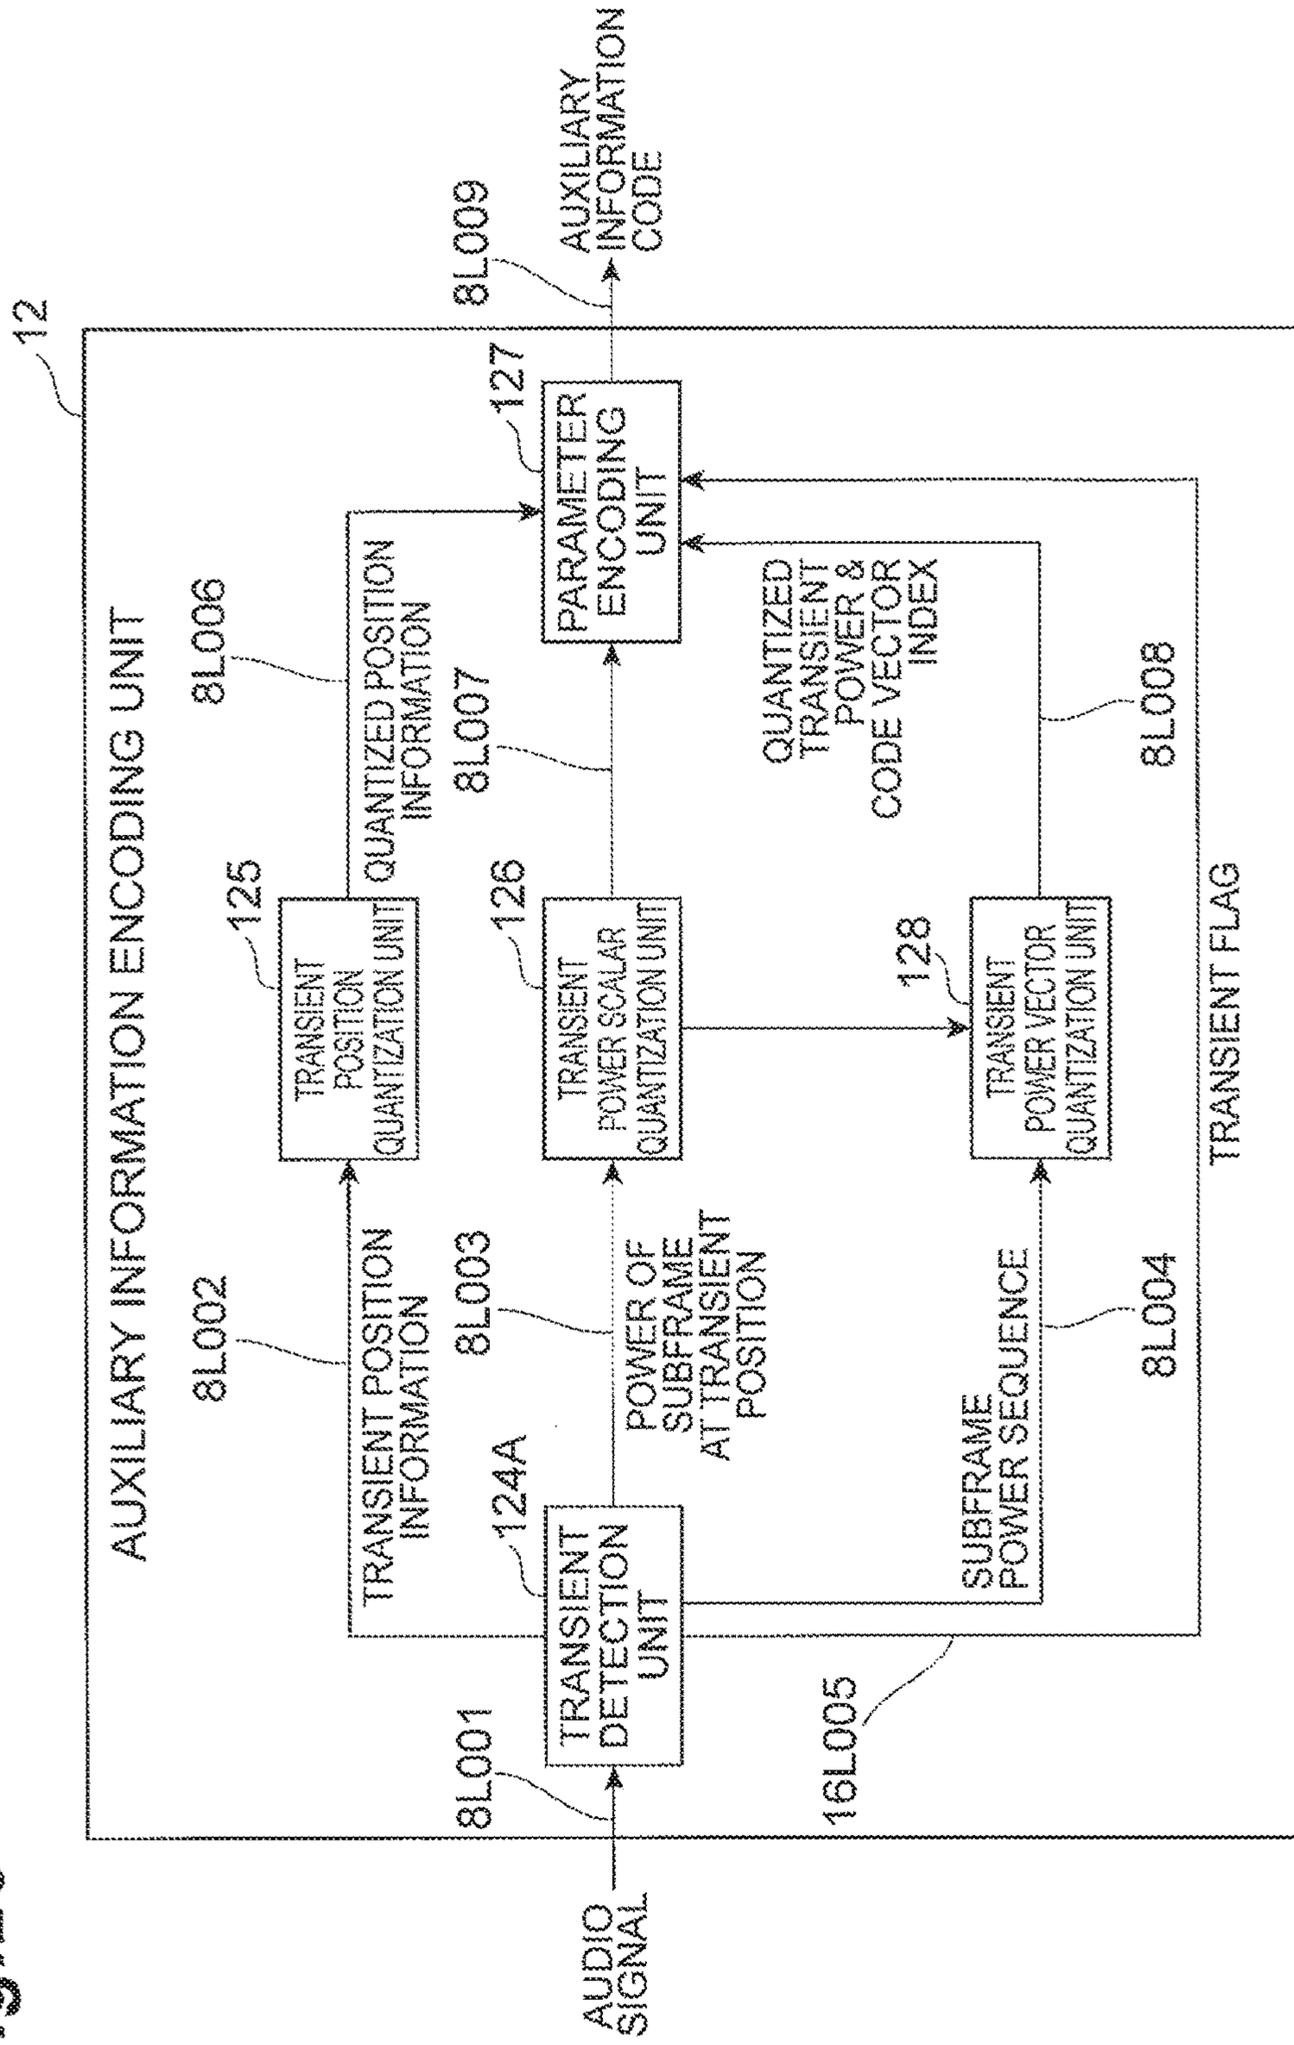 12
AUXILIARY INFORMATION ENCODING UNIT
8L002
TRANSIENT POSITION
INFORMATION
125
TRANSIENT
POSITION
QUANTIZATION UNIT
8L006
QUANTIZED POSITION
INFORMATION
AUDIO
SIGNAL
8L001
124A
TRANSIENT
DETECTION
UNIT
8L003
POWER OF
SUBFRAME
AT TRANSIENT
POSITION
126
TRANSIENT
POWER SCALAR
QUANTIZATION UNIT
8L007
127
PARAMETER
ENCODING
UNIT
8L009
AUXILIARY
INFORMATION
CODE
QUANTIZED
TRANSIENT
POWER &
CODE VECTOR
INDEX
16L005
SUBFRAME
POWER SEQUENCE
8L004
128
TRANSIENT
POWER VECTOR
QUANTIZATION UNIT
8L008
TRANSIENT FLAG